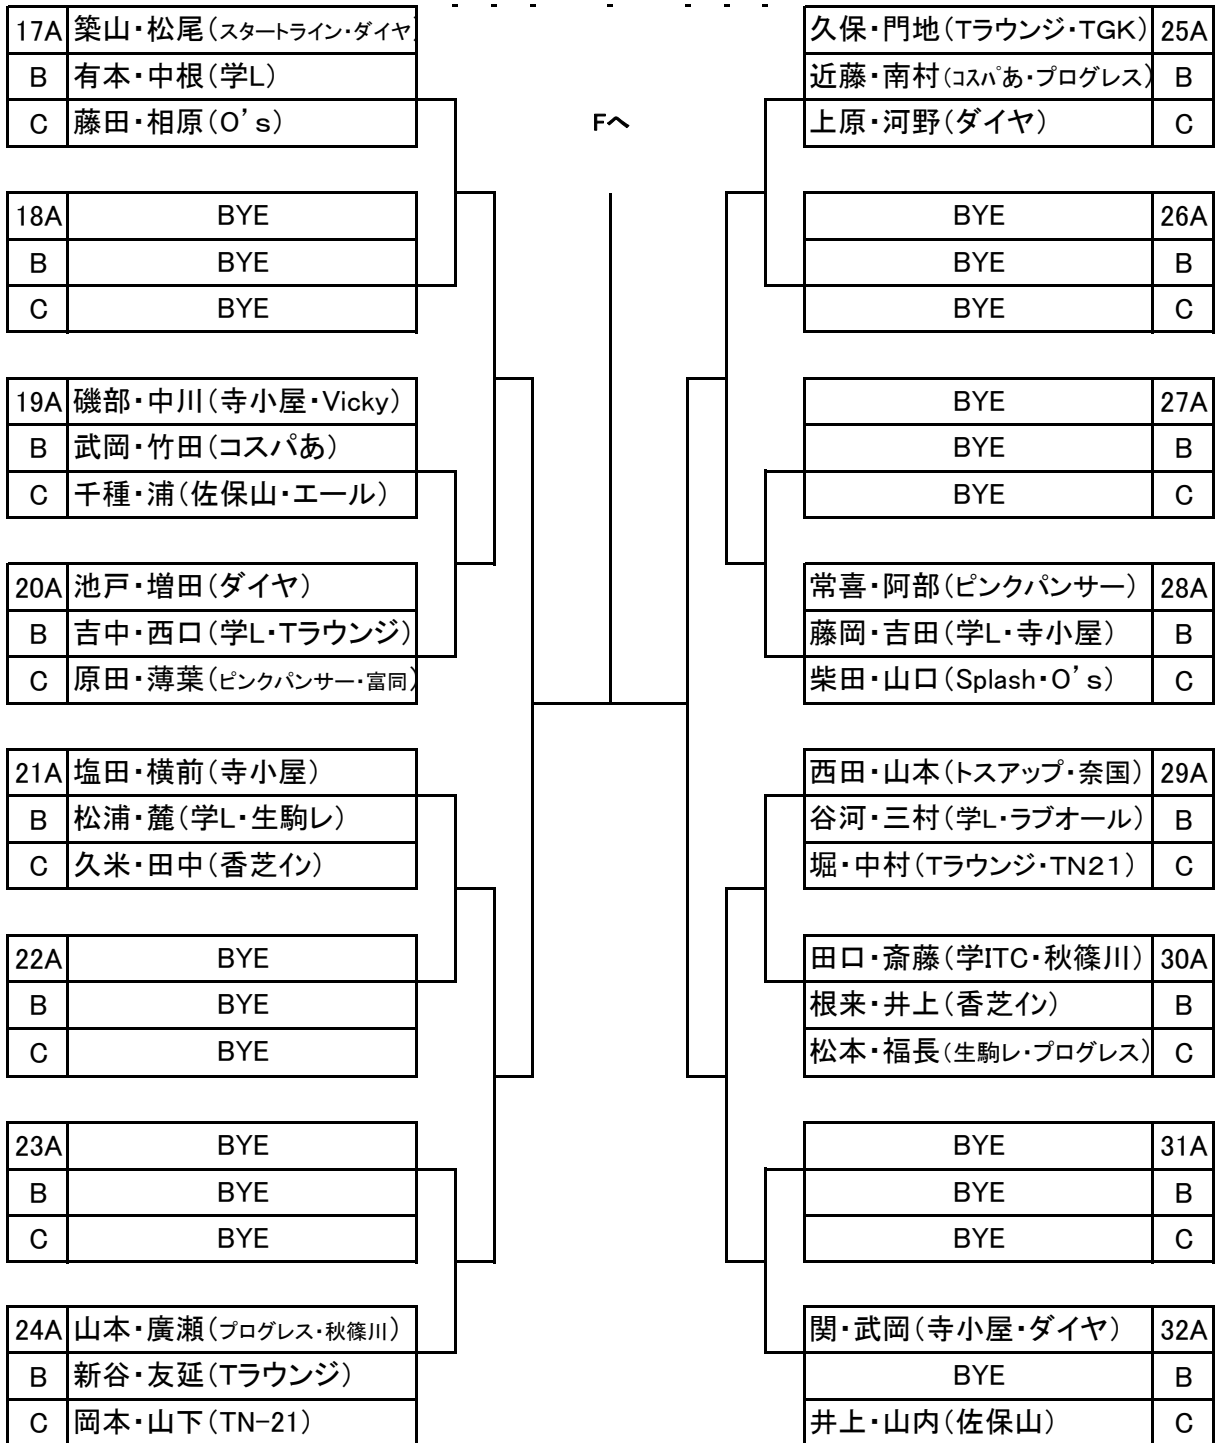 17A 築山・松尾(スタートライン・ダイヤ)
B 有本・中根(学L)
C 藤田・相原(O's)
18A BYE
B BYE
C BYE
19A 磯部・中川(寺小屋・Vicky)
B 武岡・竹田(コスパあ)
C 千種・浦(佐保山・エール)
20A 池戸・増田(ダイヤ)
B 吉中・西口(学L・Tラウンジ)
C 原田・薄葉(ピンクパンサー・富同)
21A 塩田・横前(寺小屋)
B 松浦・麓(学L・生駒レ)
C 久米・田中(香芝イン)
22A BYE
B BYE
C BYE
23A BYE
B BYE
C BYE
24A 山本・廣瀬(プログレス・秋篠川)
B 新谷・友延(Tラウンジ)
C 岡本・山下(TN-21)
Fへ
久保・門地(Tラウンジ・TGK) 25A
近藤・南村(コスパあ・プログレス) B
上原・河野(ダイヤ) C
BYE 26A
BYE B
BYE C
BYE 27A
BYE B
BYE C
常喜・阿部(ピンクパンサー) 28A
藤岡・吉田(学L・寺小屋) B
柴田・山口(Splash・O's) C
西田・山本(トスアップ・奈国) 29A
谷河・三村(学L・ラブオール) B
堀・中村(Tラウンジ・TN21) C
田口・斎藤(学ITC・秋篠川) 30A
根来・井上(香芝イン) B
松本・福長(生駒レ・プログレス) C
BYE 31A
BYE B
BYE C
関・武岡(寺小屋・ダイヤ) 32A
BYE B
井上・山内(佐保山) C